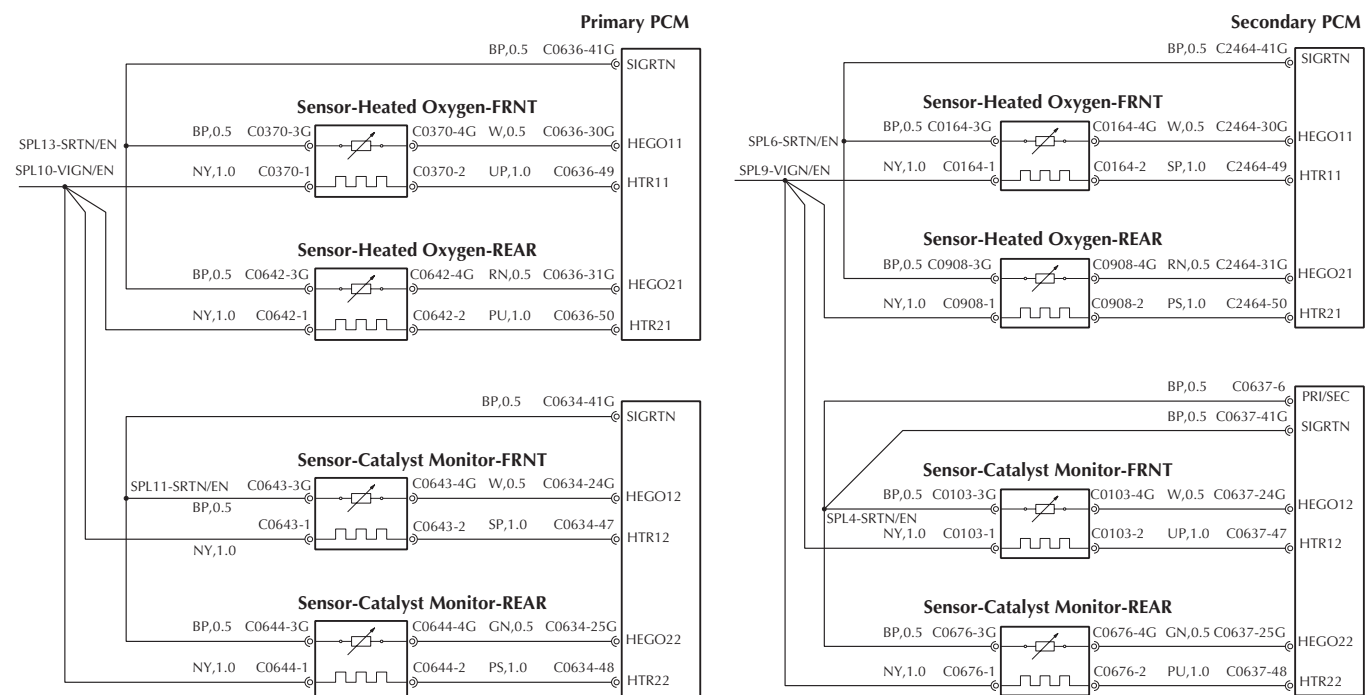 Primary PCM
BP,0.5 C0636-41G
SIGRTN
Sensor-Heated Oxygen-FRNT
SPL13-SRTN/EN
BP,0.5 C0370-3G
C0370-4G W,0.5 C0636-30G
HEGO11
SPL10-VIGN/EN
NY,1.0 C0370-1
C0370-2 UP,1.0 C0636-49
HTR11
Sensor-Heated Oxygen-REAR
BP,0.5 C0642-3G
C0642-4G RN,0.5 C0636-31G
HEGO21
NY,1.0 C0642-1
C0642-2 PU,1.0 C0636-50
HTR21
BP,0.5 C0634-41G
SIGRTN
Sensor-Catalyst Monitor-FRNT
SPL11-SRTN/EN C0643-3G
BP,0.5
C0643-4G W,0.5 C0634-24G
HEGO12
C0643-1
NY,1.0
C0643-2 SP,1.0 C0634-47
HTR12
Sensor-Catalyst Monitor-REAR
BP,0.5 C0644-3G
C0644-4G GN,0.5 C0634-25G
HEGO22
NY,1.0 C0644-1
C0644-2 PS,1.0 C0634-48
HTR22
Secondary PCM
BP,0.5 C2464-41G
SIGRTN
Sensor-Heated Oxygen-FRNT
SPL6-SRTN/EN
BP,0.5 C0164-3G
C0164-4G W,0.5 C2464-30G
HEGO11
SPL9-VIGN/EN
NY,1.0 C0164-1
C0164-2 SP,1.0 C2464-49
HTR11
Sensor-Heated Oxygen-REAR
BP,0.5 C0908-3G
C0908-4G RN,0.5 C2464-31G
HEGO21
NY,1.0 C0908-1
C0908-2 PS,1.0 C2464-50
HTR21
BP,0.5 C0637-6
PRI/SEC
BP,0.5 C0637-41G
SIGRTN
Sensor-Catalyst Monitor-FRNT
BP,0.5 C0103-3G
C0103-4G W,0.5 C0637-24G
HEGO12
SPL4-SRTN/EN
NY,1.0 C0103-1
C0103-2 UP,1.0 C0637-47
HTR12
Sensor-Catalyst Monitor-REAR
BP,0.5 C0676-3G
C0676-4G GN,0.5 C0637-25G
HEGO22
NY,1.0 C0676-1
C0676-2 PU,1.0 C0637-48
HTR22